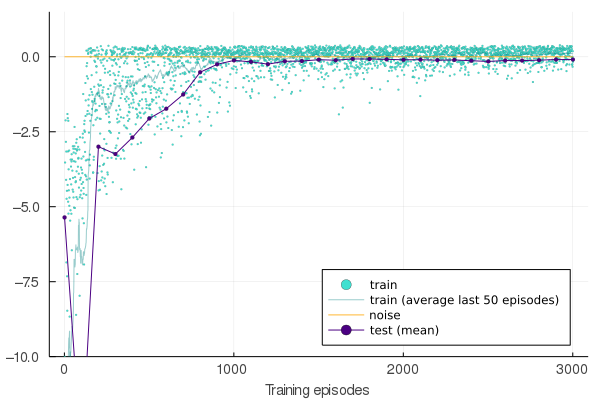 0.0
−2.5
−5.0
−7.5
−10.0
0
1000
2000
3000
Training episodes
train
train (average last 50 episodes)
noise
test (mean)